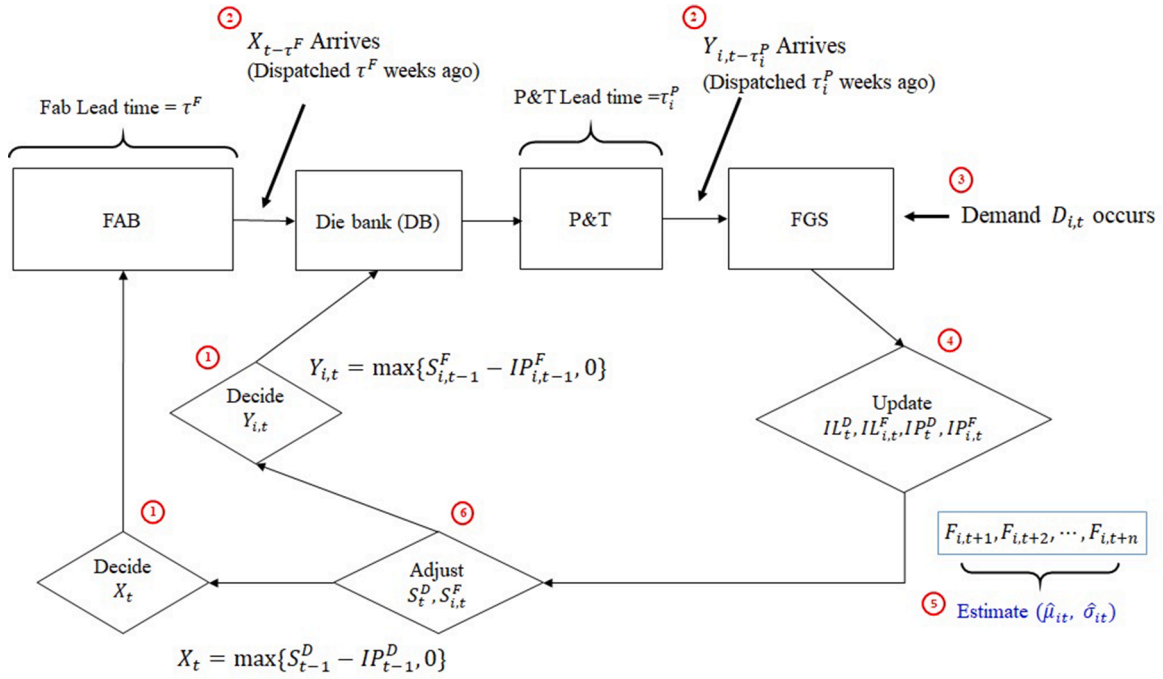 2
X_{t−τ^F} Arrives
(Dispatched τ^F weeks ago)
2
Y_{i,t−τ_i^P} Arrives
(Dispatched τ_i^P weeks ago)
Fab Lead time = τ^F
P&T Lead time =τ_i^P
FAB
Die bank (DB)
P&T
FGS
3
Demand D_{i,t} occurs
1
Decide
Y_{i,t}
Y_{i,t} = max{S^F_{i,t−1} − IP^F_{i,t−1}, 0}
4
Update
IL^D_t, IL^F_{i,t}, IP^D_t, IP^F_{i,t}
1
Decide
X_t
6
Adjust
S^D_t, S^F_{i,t}
F_{i,t+1}, F_{i,t+2}, ⋯ , F_{i,t+n}
5
Estimate (μ̂_{it}, σ̂_{it})
X_t = max{S^D_{t−1} − IP^D_{t−1}, 0}